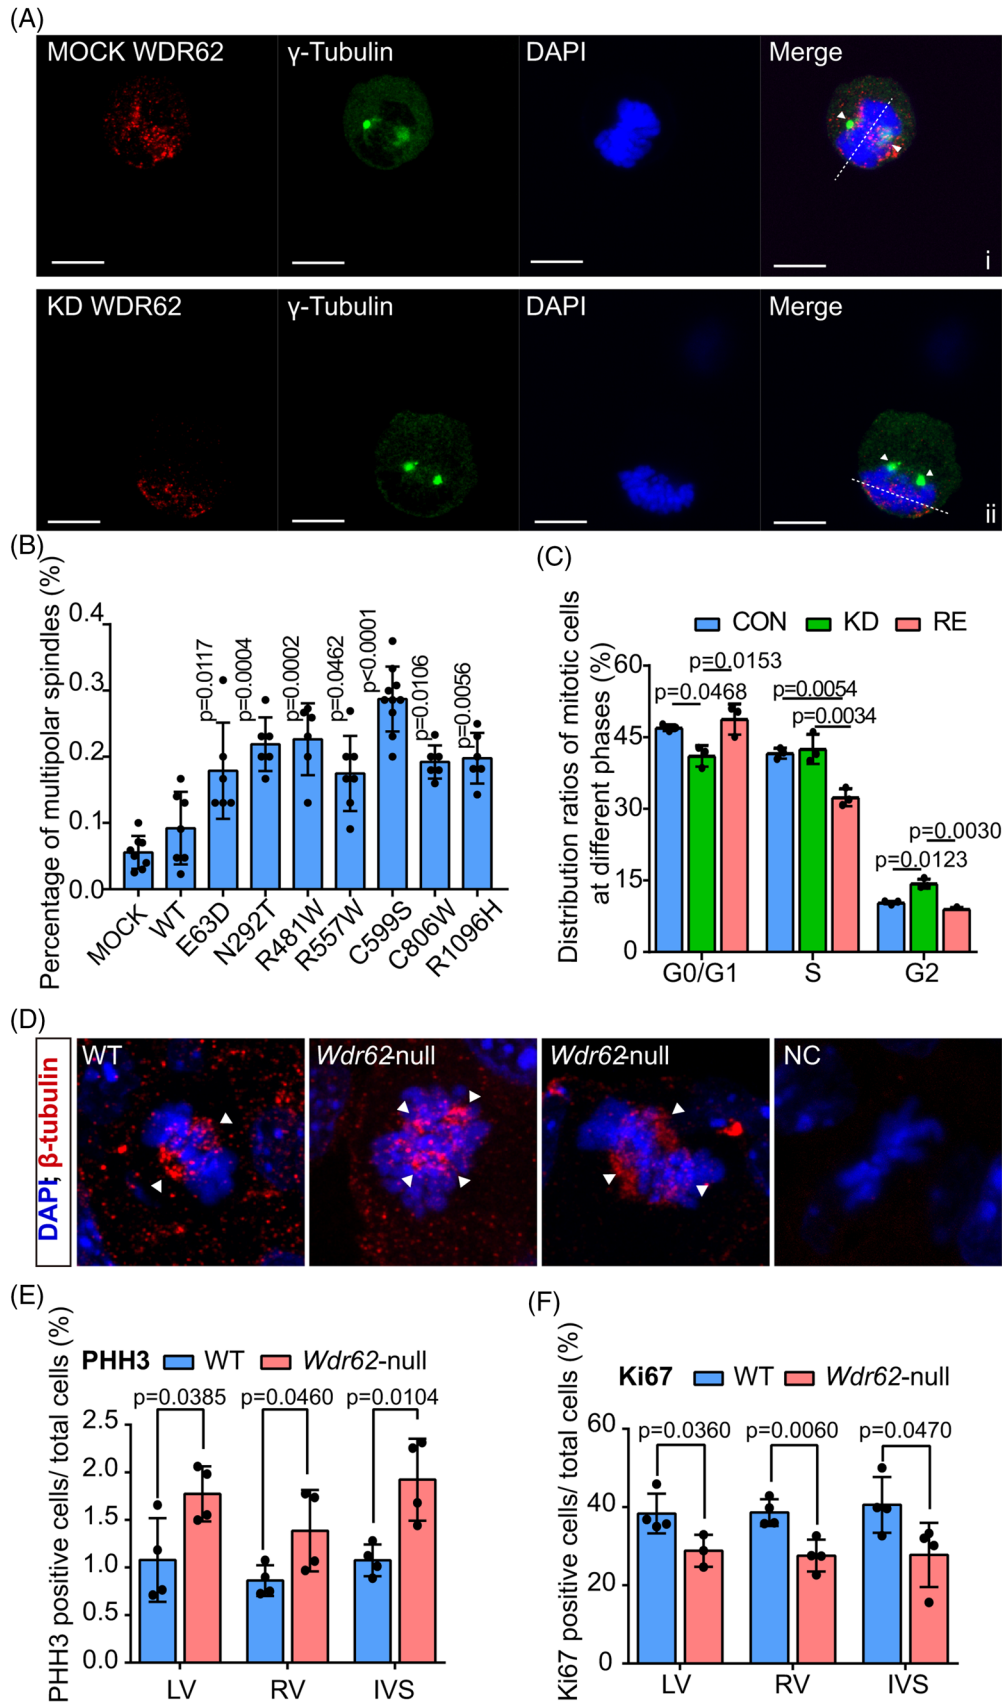 (A)
MOCK WDR62 γ-Tubulin DAPI Merge
i
KD WDR62 γ-Tubulin DAPI Merge
ii
(B)
Percentage of multipolar spindles (%)
0.4
0.3
0.2
0.1
0.0
p=0.0117
p=0.0004
p=0.0002
p=0.0462
p<0.0001
p=0.0106
p=0.0056
MOCK WT E63D N292T R481W R557W C599S C806W R1096H
(C)
Distribution ratios of mitotic cells
at different phases (%)
CON KD RE
60
45
30
15
0
p=0.0153
p=0.0468
p=0.0054
p=0.0034
p=0.0030
p=0.0123
G0/G1 S G2
(D)
DAPI, β-tubulin
WT Wdr62-null Wdr62-null NC
(E)
PHH3 positive cells/ total cells (%)
PHH3 WT Wdr62-null
p=0.0385 p=0.0460 p=0.0104
2.5
2.0
1.5
1.0
0.5
0.0
LV RV IVS
(F)
Ki67 positive cells/ total cells (%)
Ki67 WT Wdr62-null
p=0.0360 p=0.0060 p=0.0470
60
40
20
0
LV RV IVS